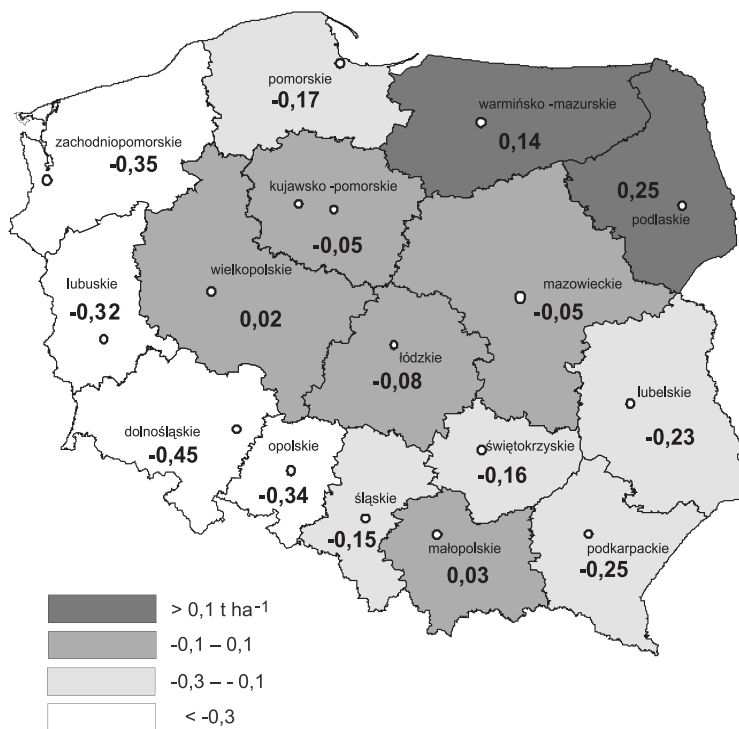 pomorskie
-0,17
warmińsko -mazurskie
0,14
zachodniopomorskie
-0,35
kujawsko -pomorskie
-0,05
0,25
podlaskie
wielkopolskie
0,02
mazowieckie
-0,05
lubuskie
-0,32
łódzkie
-0,08
lubelskie
-0,23
dolnośląskie
-0,45
opolskie
-0,34
świętokrzyskie
-0,16
śląskie
-0,15
małopolskie
0,03
podkarpackie
-0,25
> 0,1 t ha-1
-0,1 – 0,1
-0,3 – - 0,1
< -0,3